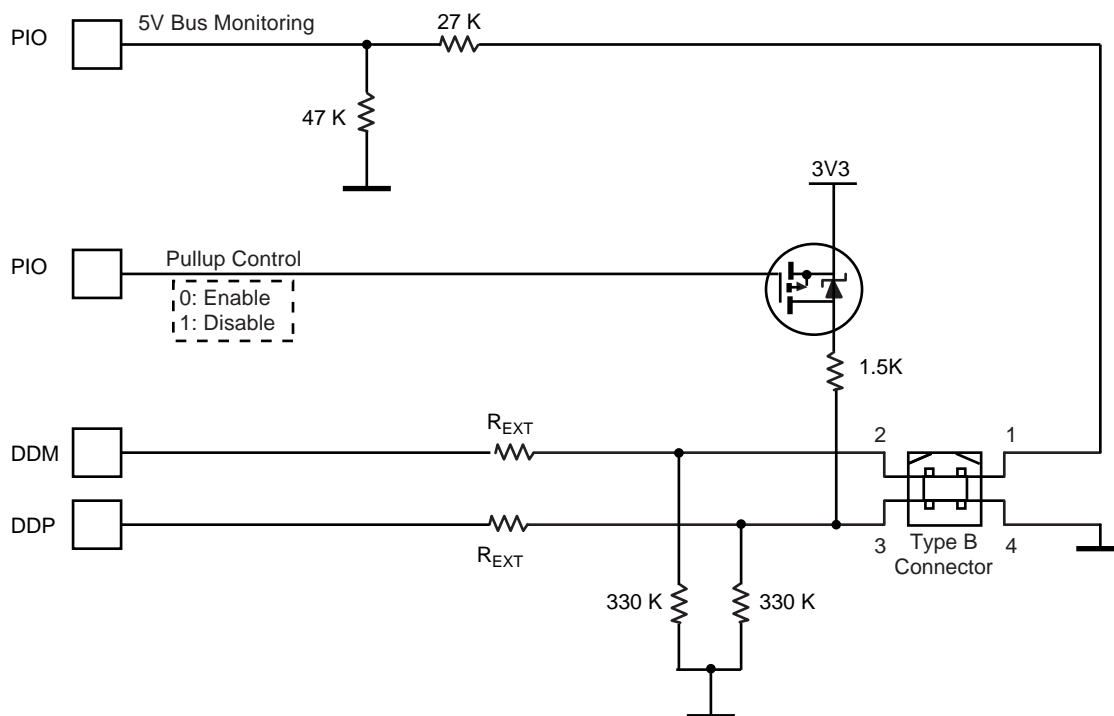 5V Bus Monitoring
27 K
PIO
47 K
3V3
PIO
Pullup Control
0: Enable
1: Disable
1.5K
R_EXT
2
1
DDM
DDP
R_EXT
3
Type B
Connector
4
330 K
330 K